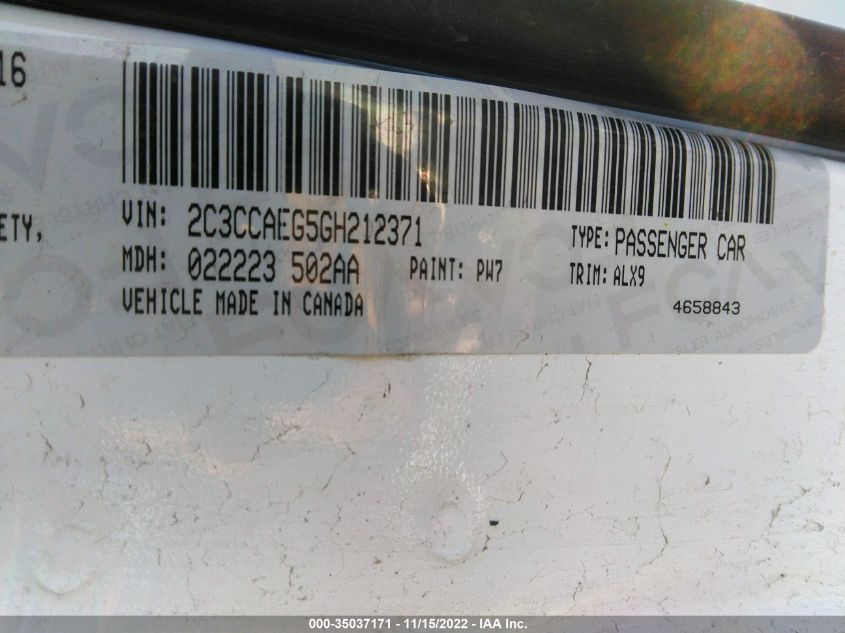 16
ETY,
VIN: 2C3CCAEG5GH212371 TYPE: PASSENGER CAR
MDH: 022223 502AA PAINT: PW7 TRIM: ALX9
VEHICLE MADE IN CANADA 4658843
000-35037171 - 11/15/2022 - IAA Inc.